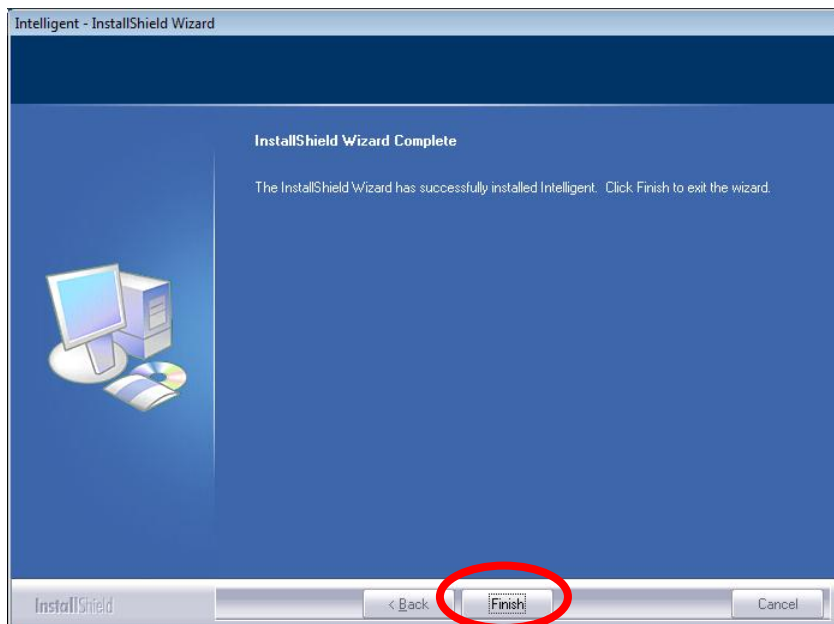 Intelligent - InstallShield Wizard
InstallShield Wizard Complete
The InstallShield Wizard has successfully installed Intelligent. Click Finish to exit the wizard.
InstallShield
< Back
Finish
Cancel